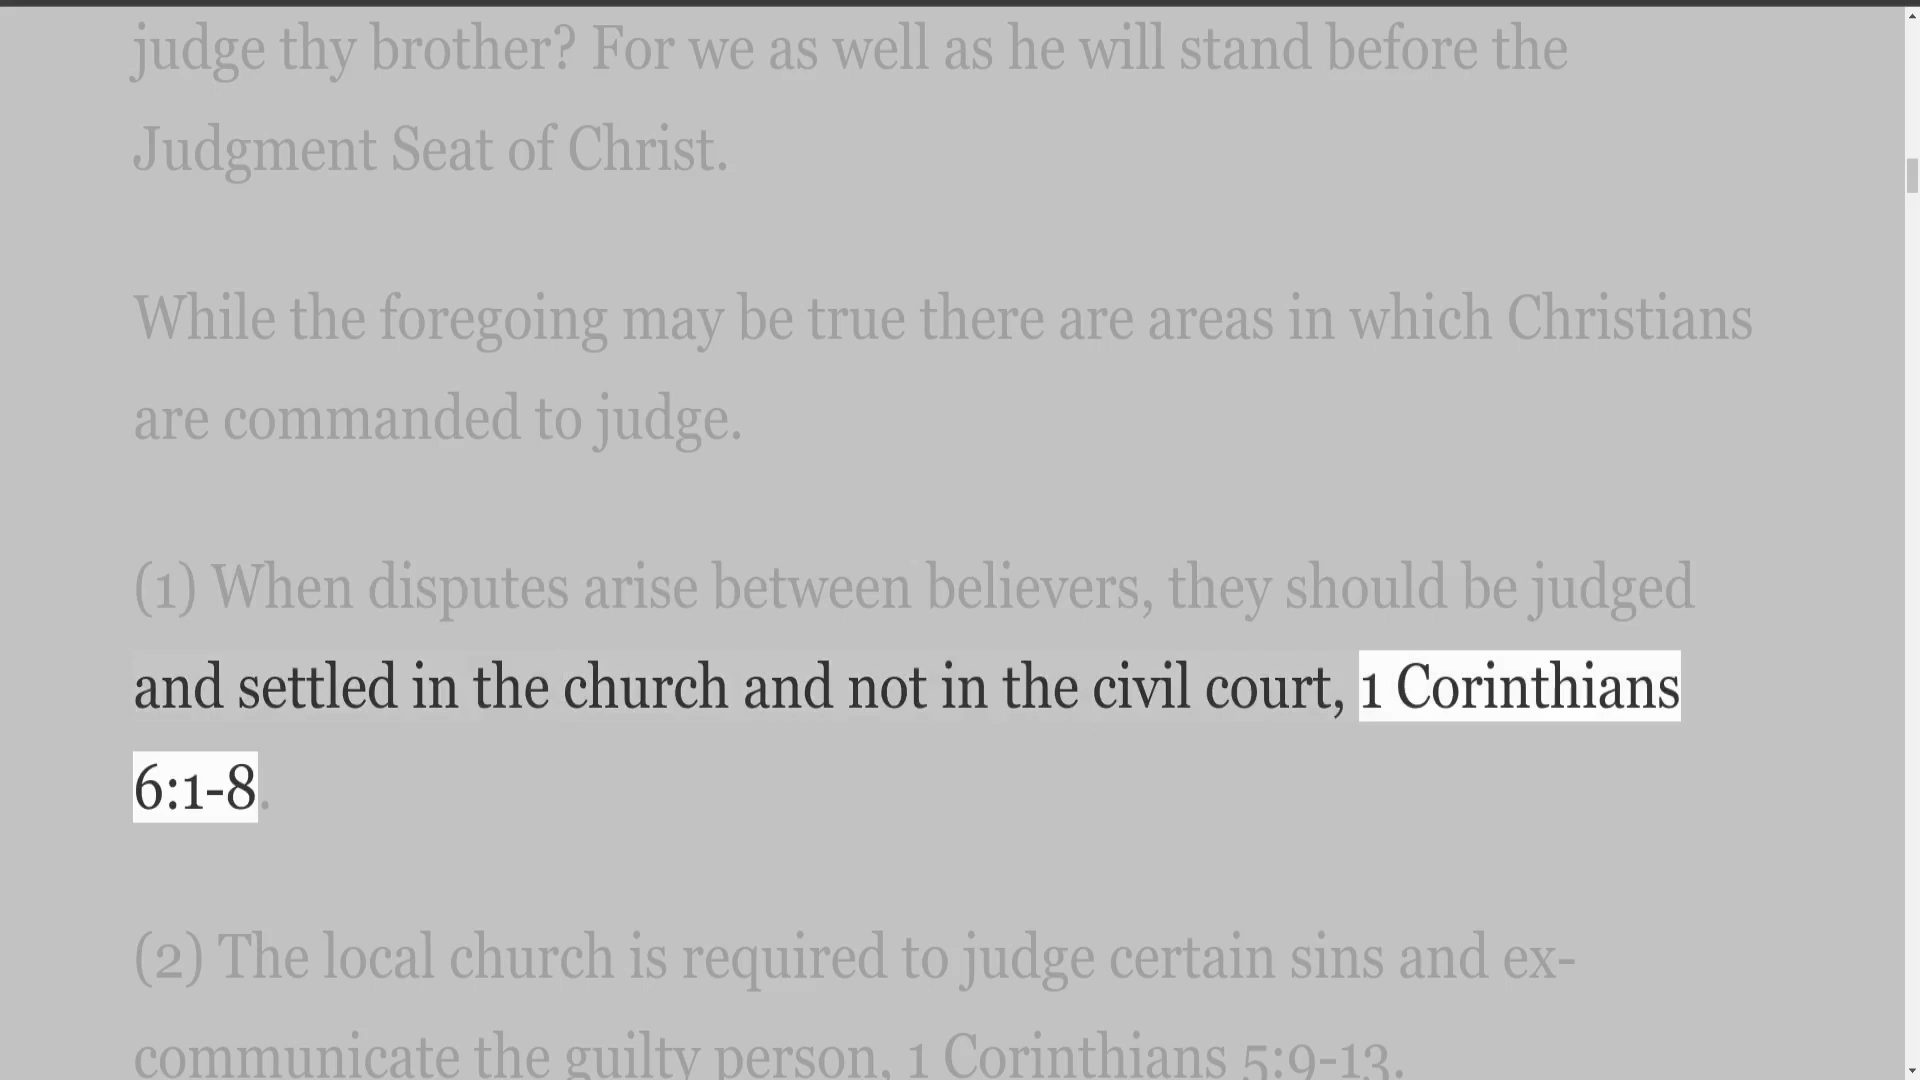 judge thy brother? For we as well as he will stand before the
Judgment Seat of Christ.
While the foregoing may be true there are areas in which Christians
are commanded to judge.
(1) When disputes arise between believers, they should be judged
and settled in the church and not in the civil court, 1 Corinthians
6:1-8.
(2) The local church is required to judge certain sins and ex-
communicate the guilty person, 1 Corinthians 5:9-13.